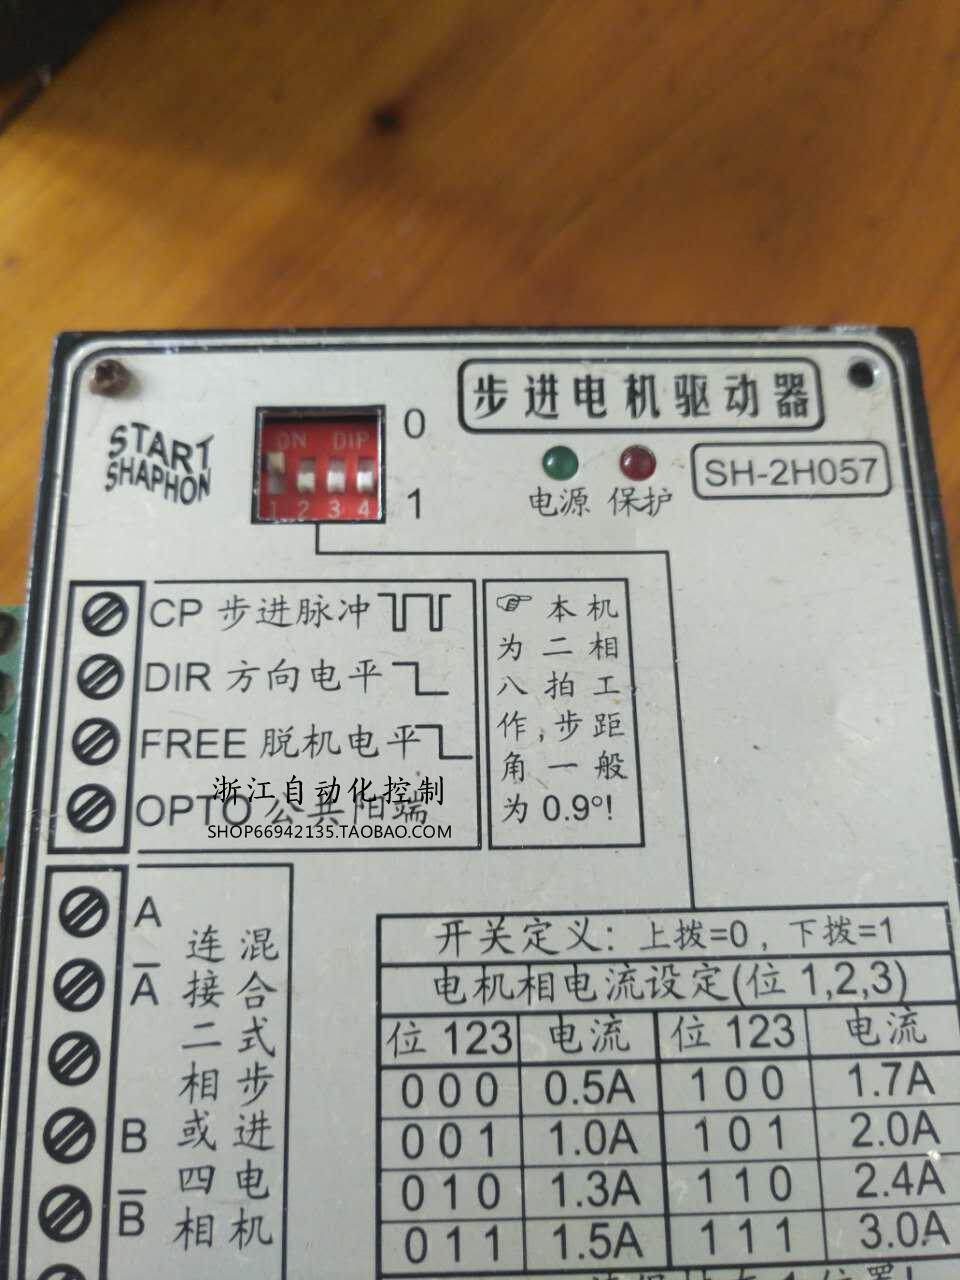 步进电机驱动器
START
SHAPHON
ON DIP
1 2 3 4
0
1
电源 保护
SH-2H057
CP 步进脉冲
DIR 方向电平
FREE 脱机电平
OPTO 公共阳端
浙江自动化控制
SHOP66942135.TAOBAO.COM
☞ 本机
为二相
八拍工
作,步距
角一般
为 0.9°!
A
A̅
B
B̅
混合式步进电机
连接二相或四相
开关定义: 上拨=0, 下拨=1
电机相电流设定(位 1,2,3)
位 123 电流 位 123 电流
0 0 0 0.5A 1 0 0 1.7A
0 0 1 1.0A 1 0 1 2.0A
0 1 0 1.3A 1 1 0 2.4A
0 1 1 1.5A 1 1 1 3.0A